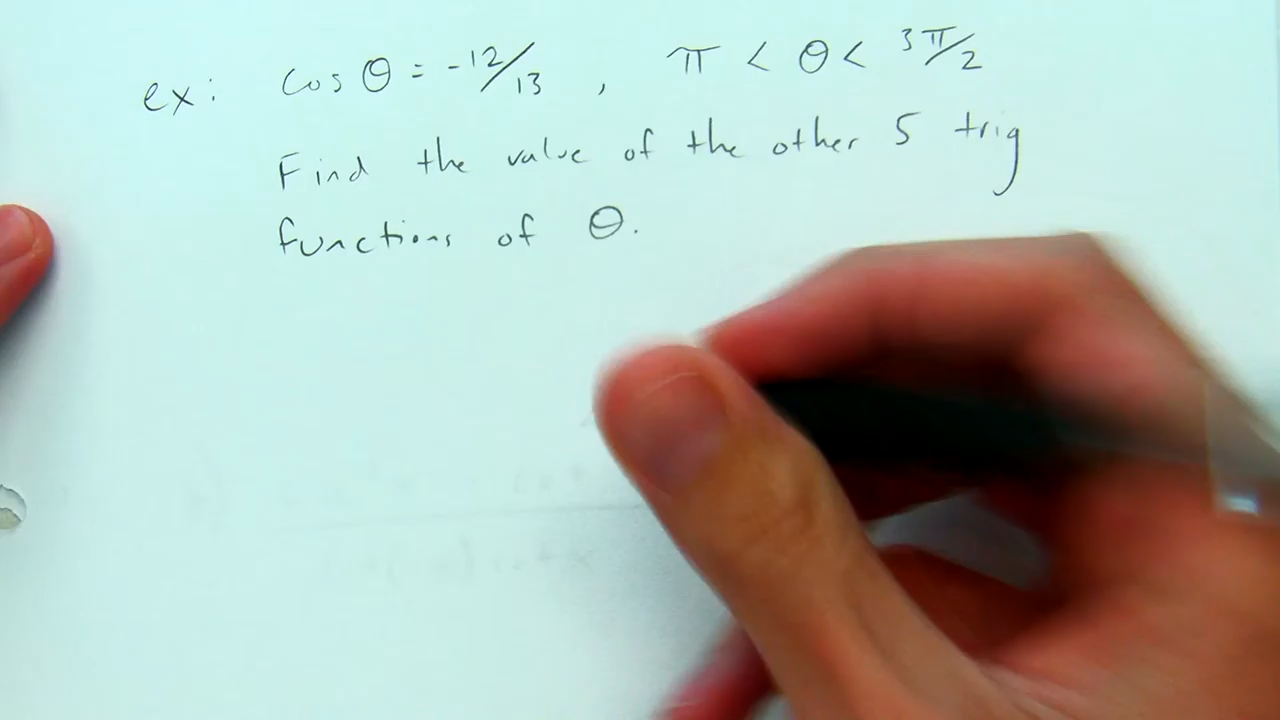 ex: cos θ = -12/13 , π < θ < 3π/2
Find the value of the other 5 trig
functions of θ.